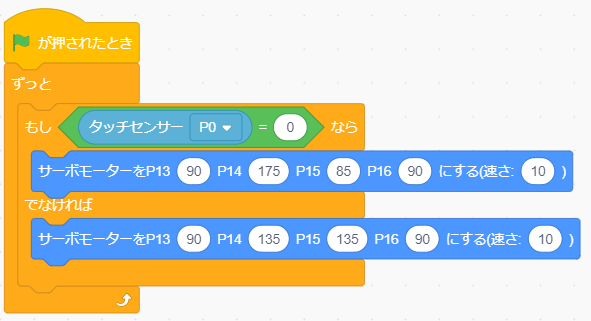 が押されたとき
ずっと
もし タッチセンサー P0 = 0 なら
サーボモーターをP13 90 P14 175 P15 85 P16 90 にする(速さ: 10 )
でなければ
サーボモーターをP13 90 P14 135 P15 135 P16 90 にする(速さ: 10 )